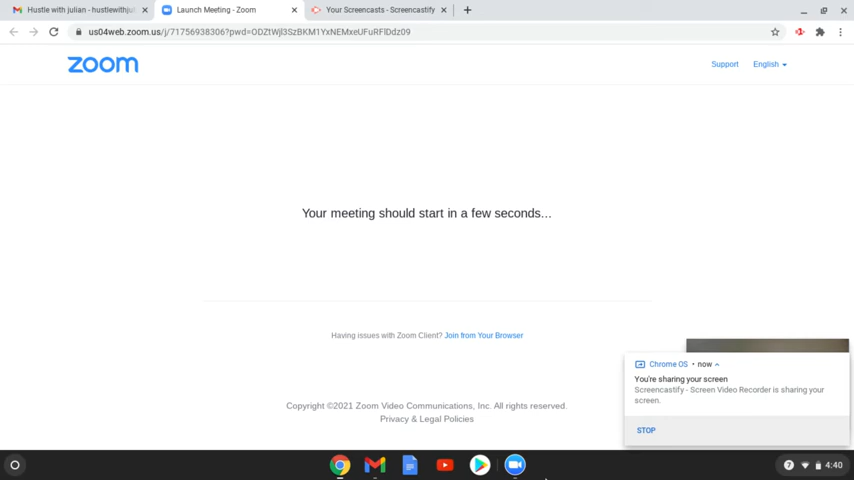 Hustle with julian - hustlewithjul
Launch Meeting - Zoom
Your Screencasts - Screencastify
us04web.zoom.us/j/71756938306?pwd=ODZtWjl3SzBKM1YxNEMxeUFuRFlDdz09
zoom
Support
English
Your meeting should start in a few seconds...
Having issues with Zoom Client? Join from Your Browser
Chrome OS • now
You're sharing your screen
Screencastify - Screen Video Recorder is sharing your
screen.
STOP
Copyright ©2021 Zoom Video Communications, Inc. All rights reserved.
Privacy & Legal Policies
7
4:40